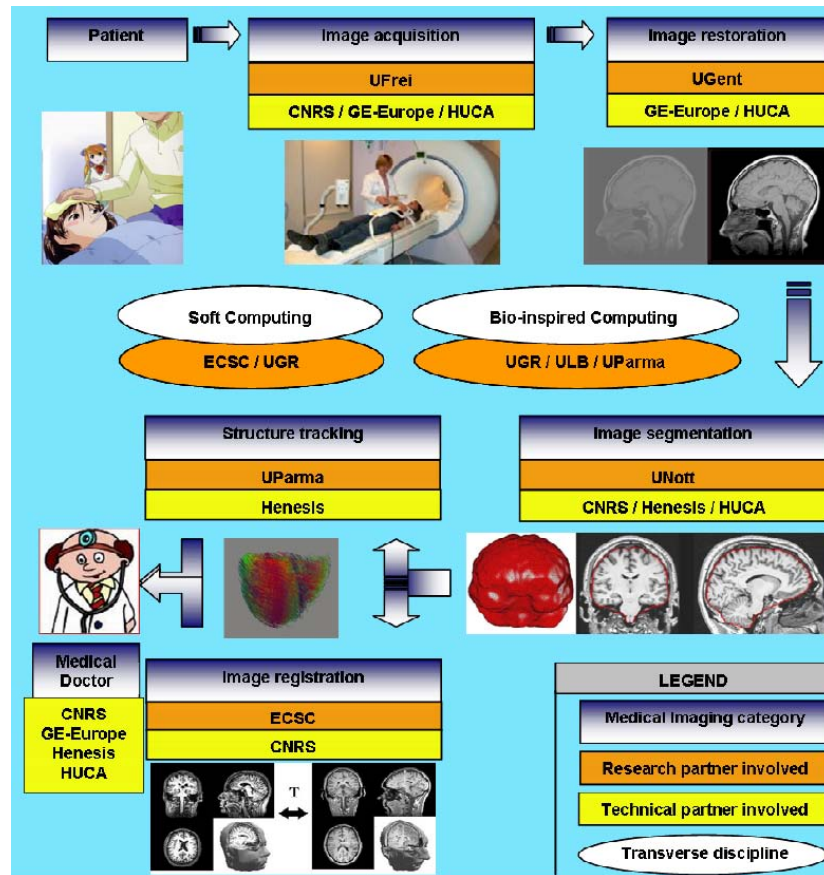 Patient
Image acquisition
Image restoration
UFrei
UGent
CNRS / GE-Europe / HUCA
GE-Europe / HUCA
Soft Computing
Bio-inspired Computing
ECSC / UGR
UGR / ULB / UParma
Structure tracking
Image segmentation
UParma
UNott
Henesis
CNRS / Henesis / HUCA
Medical
Doctor
CNRS
GE-Europe
Henesis
HUCA
Image registration
ECSC
CNRS
T
LEGEND
Medical Imaging category
Research partner involved
Technical partner involved
Transverse discipline